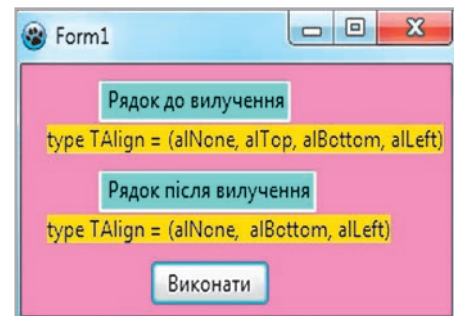 Form1
Рядок до вилучення
type TAlign = (alNone, alTop, alBottom, alLeft)
Рядок після вилучення
type TAlign = (alNone,  alBottom, alLeft)
Виконати